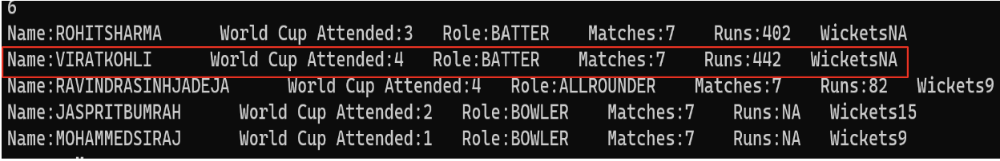 6
Name:ROHITSHARMA World Cup Attended:3 Role:BATTER Matches:7 Runs:402 WicketsNA
Name:VIRATKOHLI World Cup Attended:4 Role:BATTER Matches:7 Runs:442 WicketsNA
Name:RAVINDRASINHJADEJA World Cup Attended:4 Role:ALLROUNDER Matches:7 Runs:82 Wickets9
Name:JASPRITBUMRAH World Cup Attended:2 Role:BOWLER Matches:7 Runs:NA Wickets15
Name:MOHAMMEDSIRAJ World Cup Attended:1 Role:BOWLER Matches:7 Runs:NA Wickets9